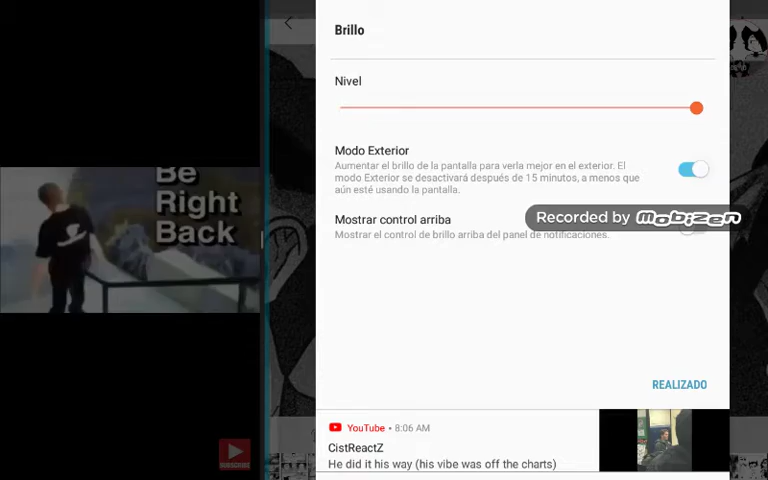 Be
Right
Back
SUBSCRIBE
Brillo
Nivel
Modo Exterior
Aumentar el brillo de la pantalla para verla mejor en el exterior. El
modo Exterior se desactivará después de 15 minutos, a menos que
aún esté usando la pantalla.
Mostrar control arriba
Mostrar el control de brillo arriba del panel de notificaciones.
Recorded by mobizen
REALIZADO
YouTube • 8:06 AM
CistReactZ
He did it his way (his vibe was off the charts)